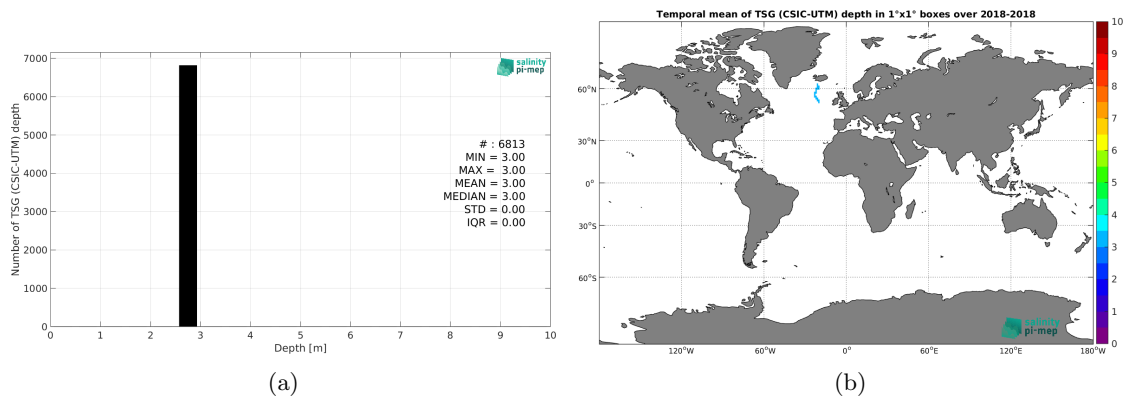 7000
6000
5000
4000
3000
2000
1000
0
Number of TSG (CSIC-UTM) depth
salinity
pi-mep
# : 6813
MIN = 3.00
MAX = 3.00
MEAN = 3.00
MEDIAN = 3.00
STD = 0.00
IQR = 0.00
0 1 2 3 4 5 6 7 8 9 10
Depth [m]
(a)
Temporal mean of TSG (CSIC-UTM) depth in 1°x1° boxes over 2018-2018
60°N
30°N
0°
30°S
60°S
120°W 60°W 0° 60°E 120°E 180°W
salinity
pi-mep
10
9
8
7
6
5
4
3
2
1
0
(b)